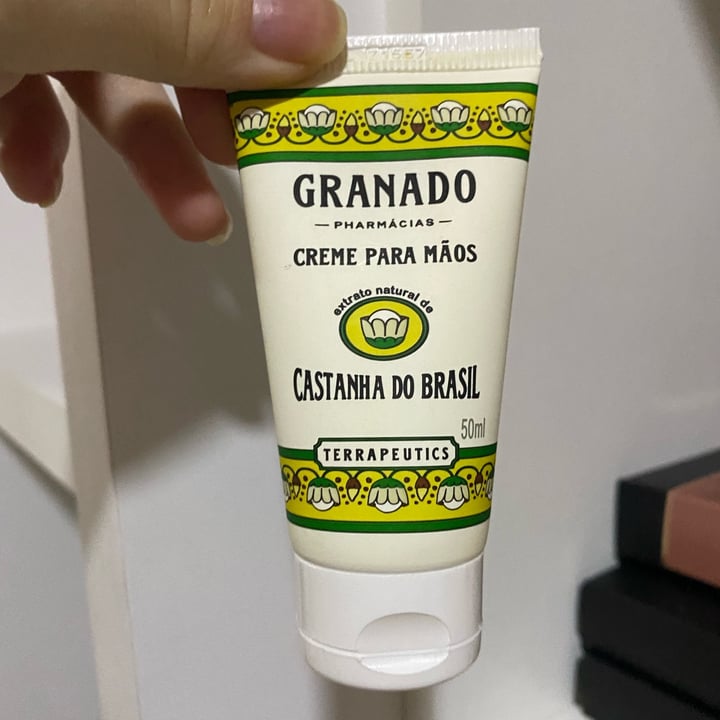 GRANADO
PHARMÁCIAS
CREME PARA MÃOS
extrato natural de
CASTANHA DO BRASIL
50ml
TERRAPEUTICS